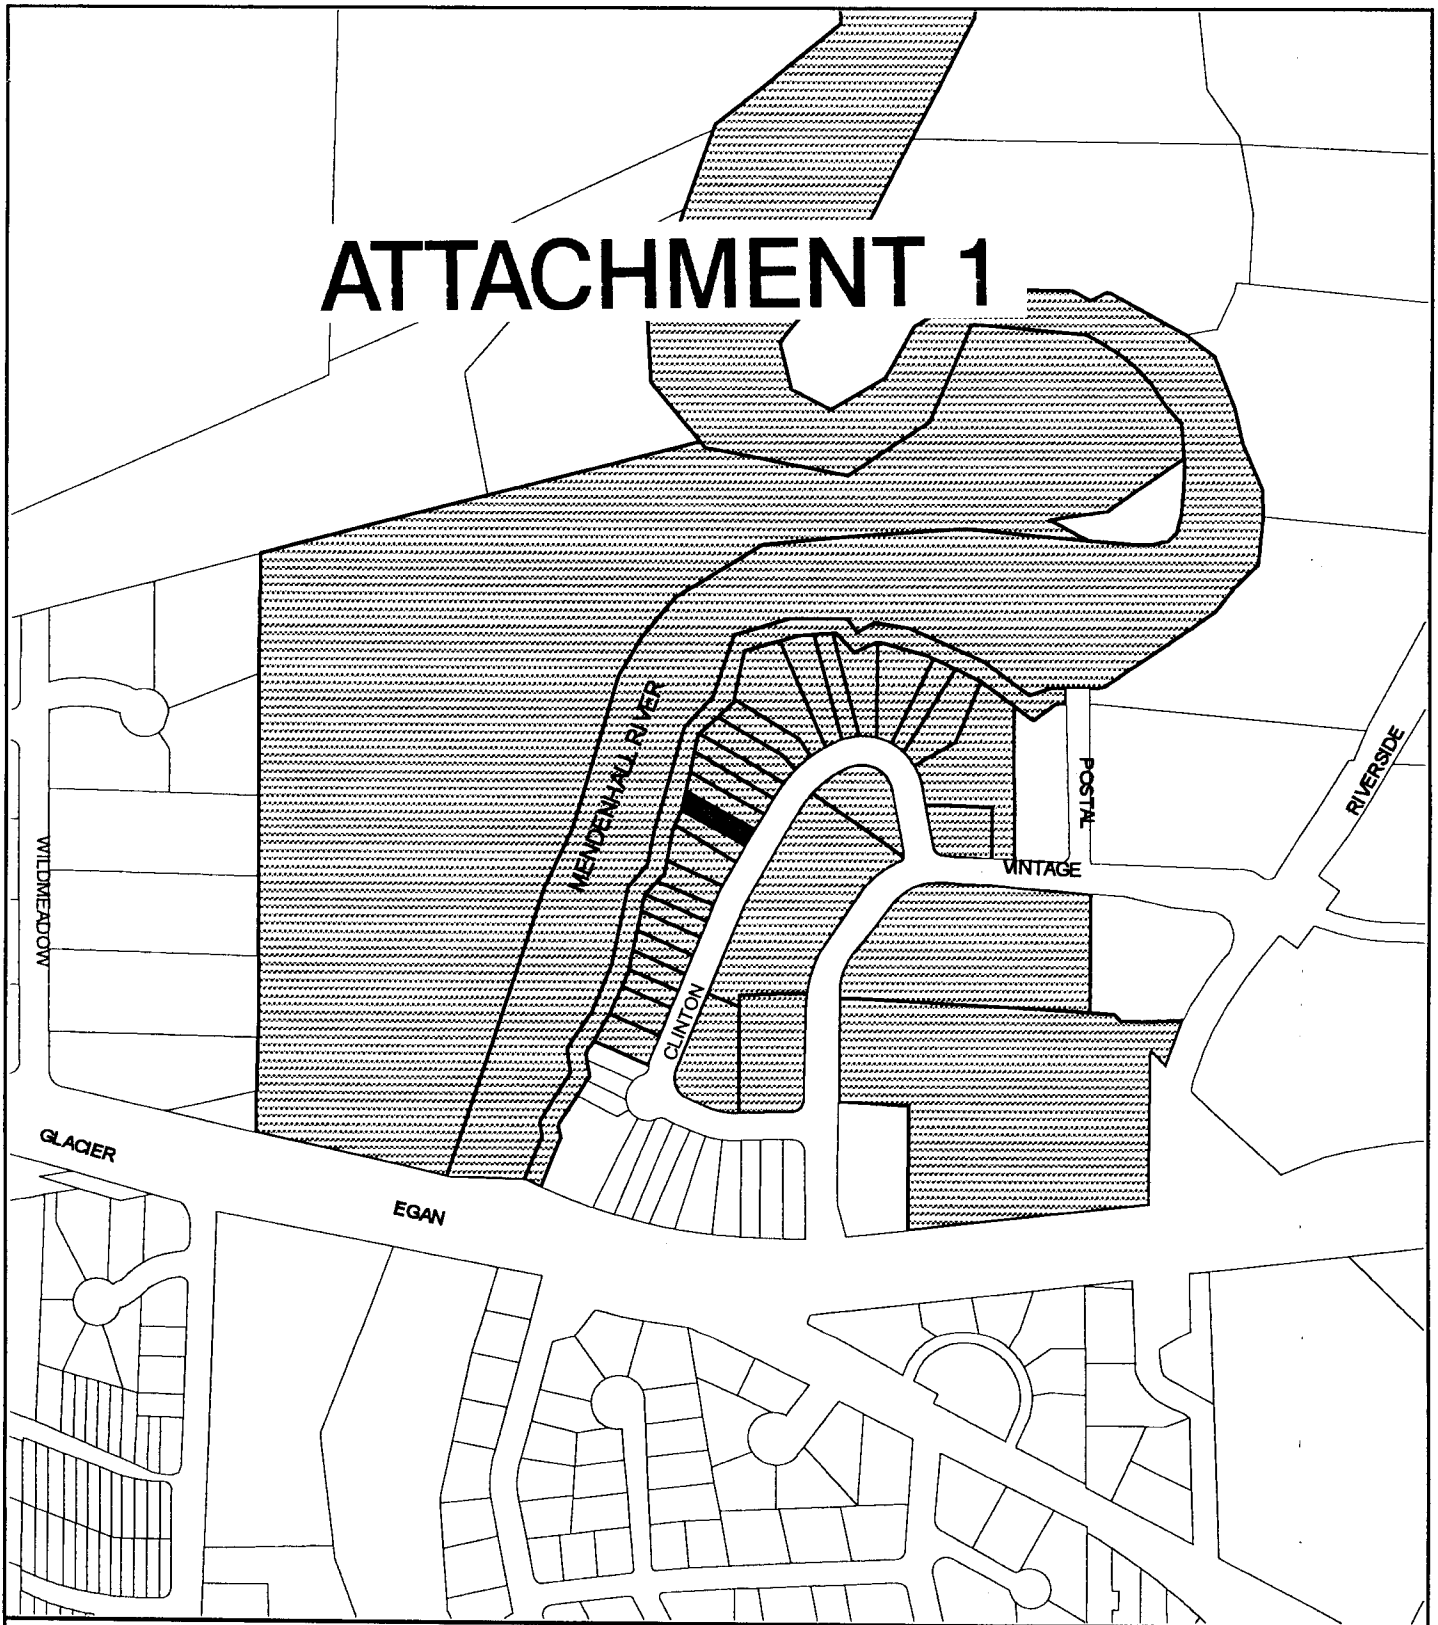 ATTACHMENT 1
MENDENHALL RIVER
RIVERSIDE
POSTAL
WILDMEADOW
VINTAGE
CLINTON
GLACIER
EGAN